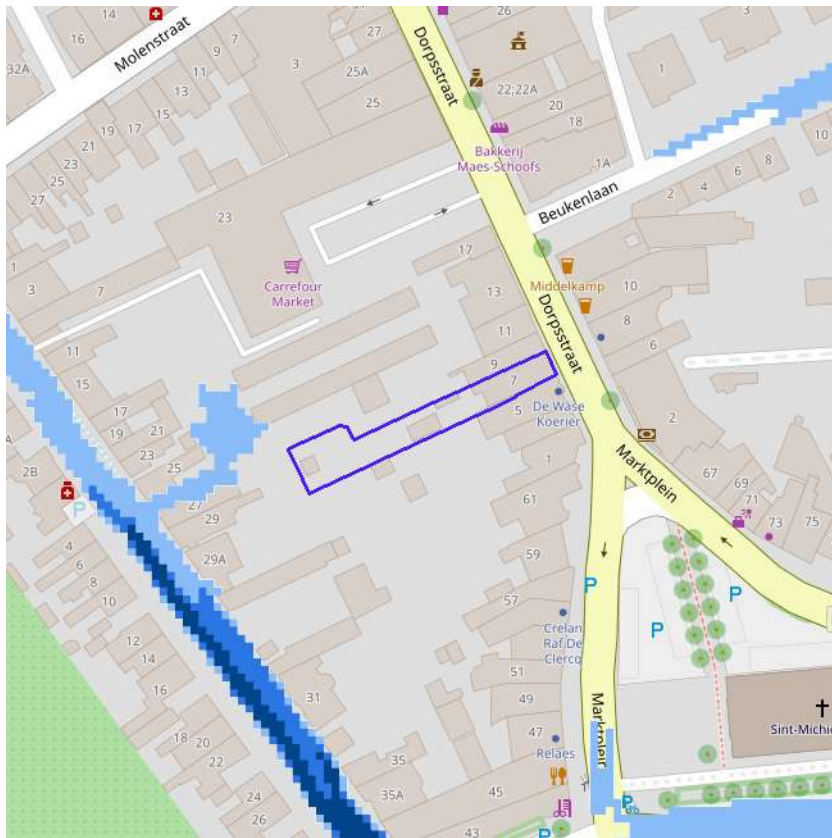 Molenstraat
14
16
32A
9
7
11
13
15
17
19
21
23
25
27
3
27
25A
25
26
Dorpsstraat
22;22A
20
18
1
3
Bakkerij
Maes-Schoofs
1A
2
4
6
8
10
Beukenlaan
23
Carrefour
Market
1
3
7
17
13
11
9
7
5
Middelkamp
10
8
6
2
Dorpsstraat
De Wase
Koerier
Marktplein
67
69
71
73
75
11
15
17
19
21
23
25
27
29
29A
2B
P
4
6
8
10
12
14
16
18
20
22
24
26
31
35
35A
61
57
51
49
47
45
43
P
P
P
Crelan
Raf De
Clercq
Marktplein
Relaes
P
P
Sint-Michie